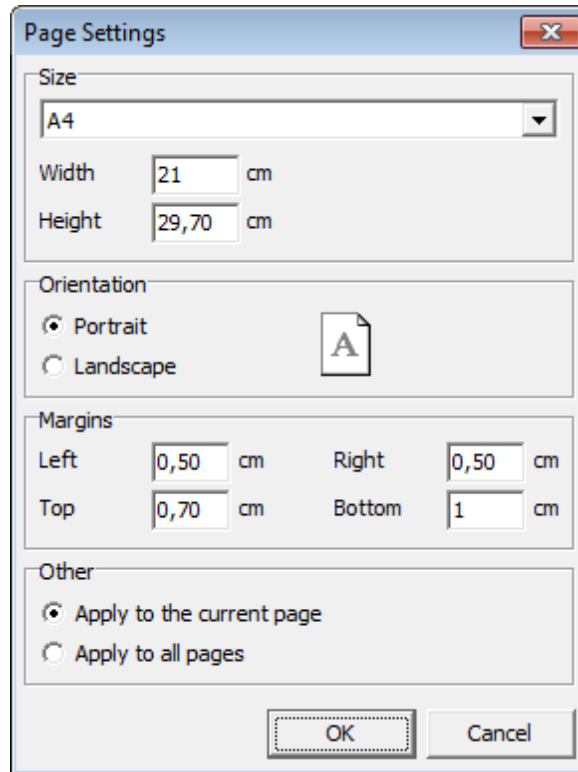 Page Settings
Size
A4
Width 21 cm
Height 29,70 cm
Orientation
Portrait
A
Landscape
Margins
Left 0,50 cm Right 0,50 cm
Top 0,70 cm Bottom 1 cm
Other
Apply to the current page
Apply to all pages
OK Cancel